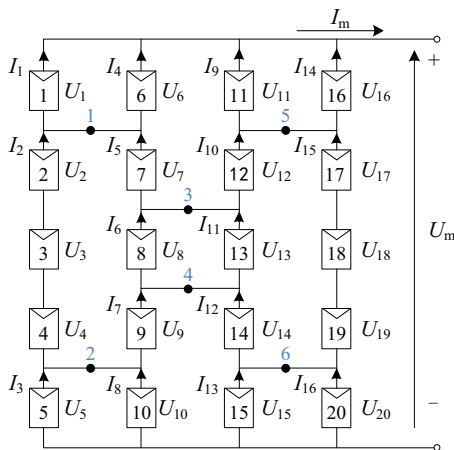 Im
I1 I4 I9 I14 +
1 U1 6 U6 11 U11 16 U16
1 5
I2 I5 I10 I15
2 U2 7 U7 12 U12 17 U17
3
I6 I11 Um
3 U3 8 U8 13 U13 18 U18
4
I7 I12
4 U4 9 U9 14 U14 19 U19
2 6
I3 I8 I13 I16
5 U5 10 U10 15 U15 20 U20 −